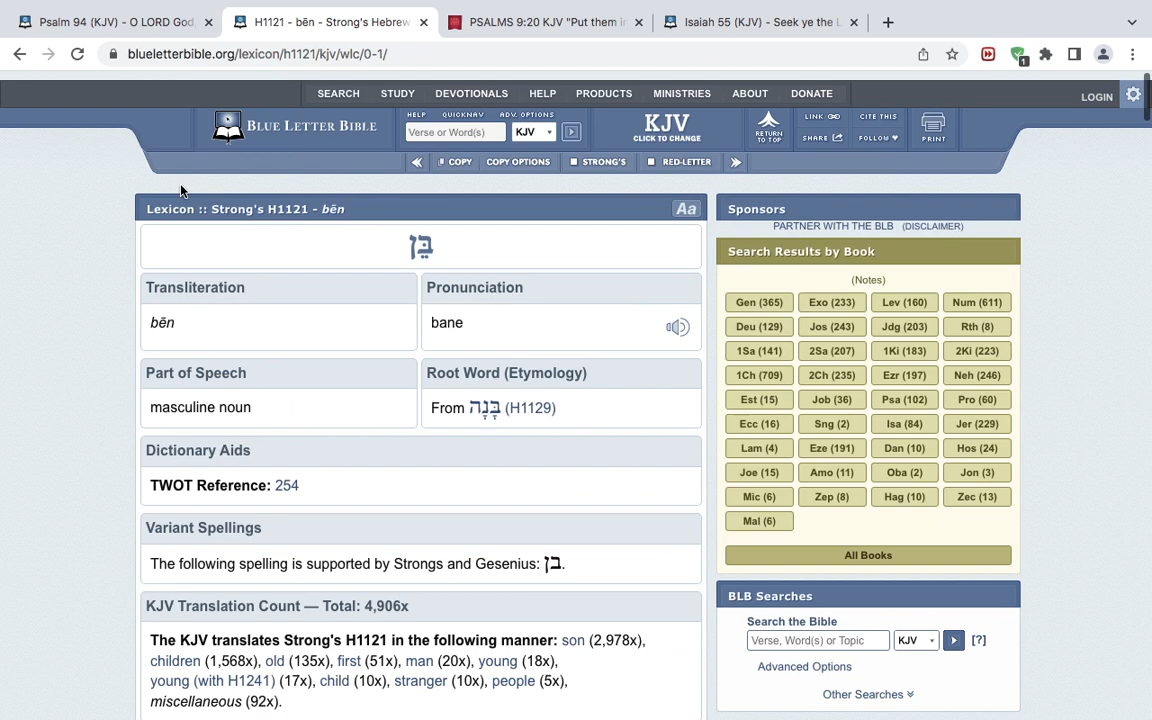 Psalm 94 (KJV) - O LORD God,
H1121 - bēn - Strong's Hebrew
PSALMS 9:20 KJV "Put them in
Isaiah 55 (KJV) - Seek ye the L
blueletterbible.org/lexicon/h1121/kjv/wlc/0-1/
1
SEARCH STUDY DEVOTIONALS HELP PRODUCTS MINISTRIES ABOUT DONATE
LOGIN
BLUE LETTER BIBLE
HELP QUICKNAV ADV. OPTIONS
Verse or Word(s) KJV
KJV
CLICK TO CHANGE
RETURN
TO TOP
LINK CITE THIS
SHARE FOLLOW
PRINT
COPY COPY OPTIONS STRONG'S RED-LETTER
Lexicon :: Strong's H1121 - bēn
Aa
בֵּן
Transliteration
bēn
Pronunciation
bane
Part of Speech
masculine noun
Root Word (Etymology)
From בָּנָה (H1129)
Dictionary Aids
TWOT Reference: 254
Variant Spellings
The following spelling is supported by Strongs and Gesenius: בן.
KJV Translation Count — Total: 4,906x
The KJV translates Strong's H1121 in the following manner: son (2,978x),
children (1,568x), old (135x), first (51x), man (20x), young (18x),
young (with H1241) (17x), child (10x), stranger (10x), people (5x),
miscellaneous (92x).
Sponsors
PARTNER WITH THE BLB (DISCLAIMER)
Search Results by Book
(Notes)
Gen (365) Exo (233) Lev (160) Num (611)
Deu (129) Jos (243) Jdg (203) Rth (8)
1Sa (141) 2Sa (207) 1Ki (183) 2Ki (223)
1Ch (709) 2Ch (235) Ezr (197) Neh (246)
Est (15) Job (36) Psa (102) Pro (60)
Ecc (16) Sng (2) Isa (84) Jer (229)
Lam (4) Eze (191) Dan (10) Hos (24)
Joe (15) Amo (11) Oba (2) Jon (3)
Mic (6) Zep (8) Hag (10) Zec (13)
Mal (6)
All Books
BLB Searches
Search the Bible
Verse, Word(s) or Topic KJV [?]
Advanced Options
Other Searches